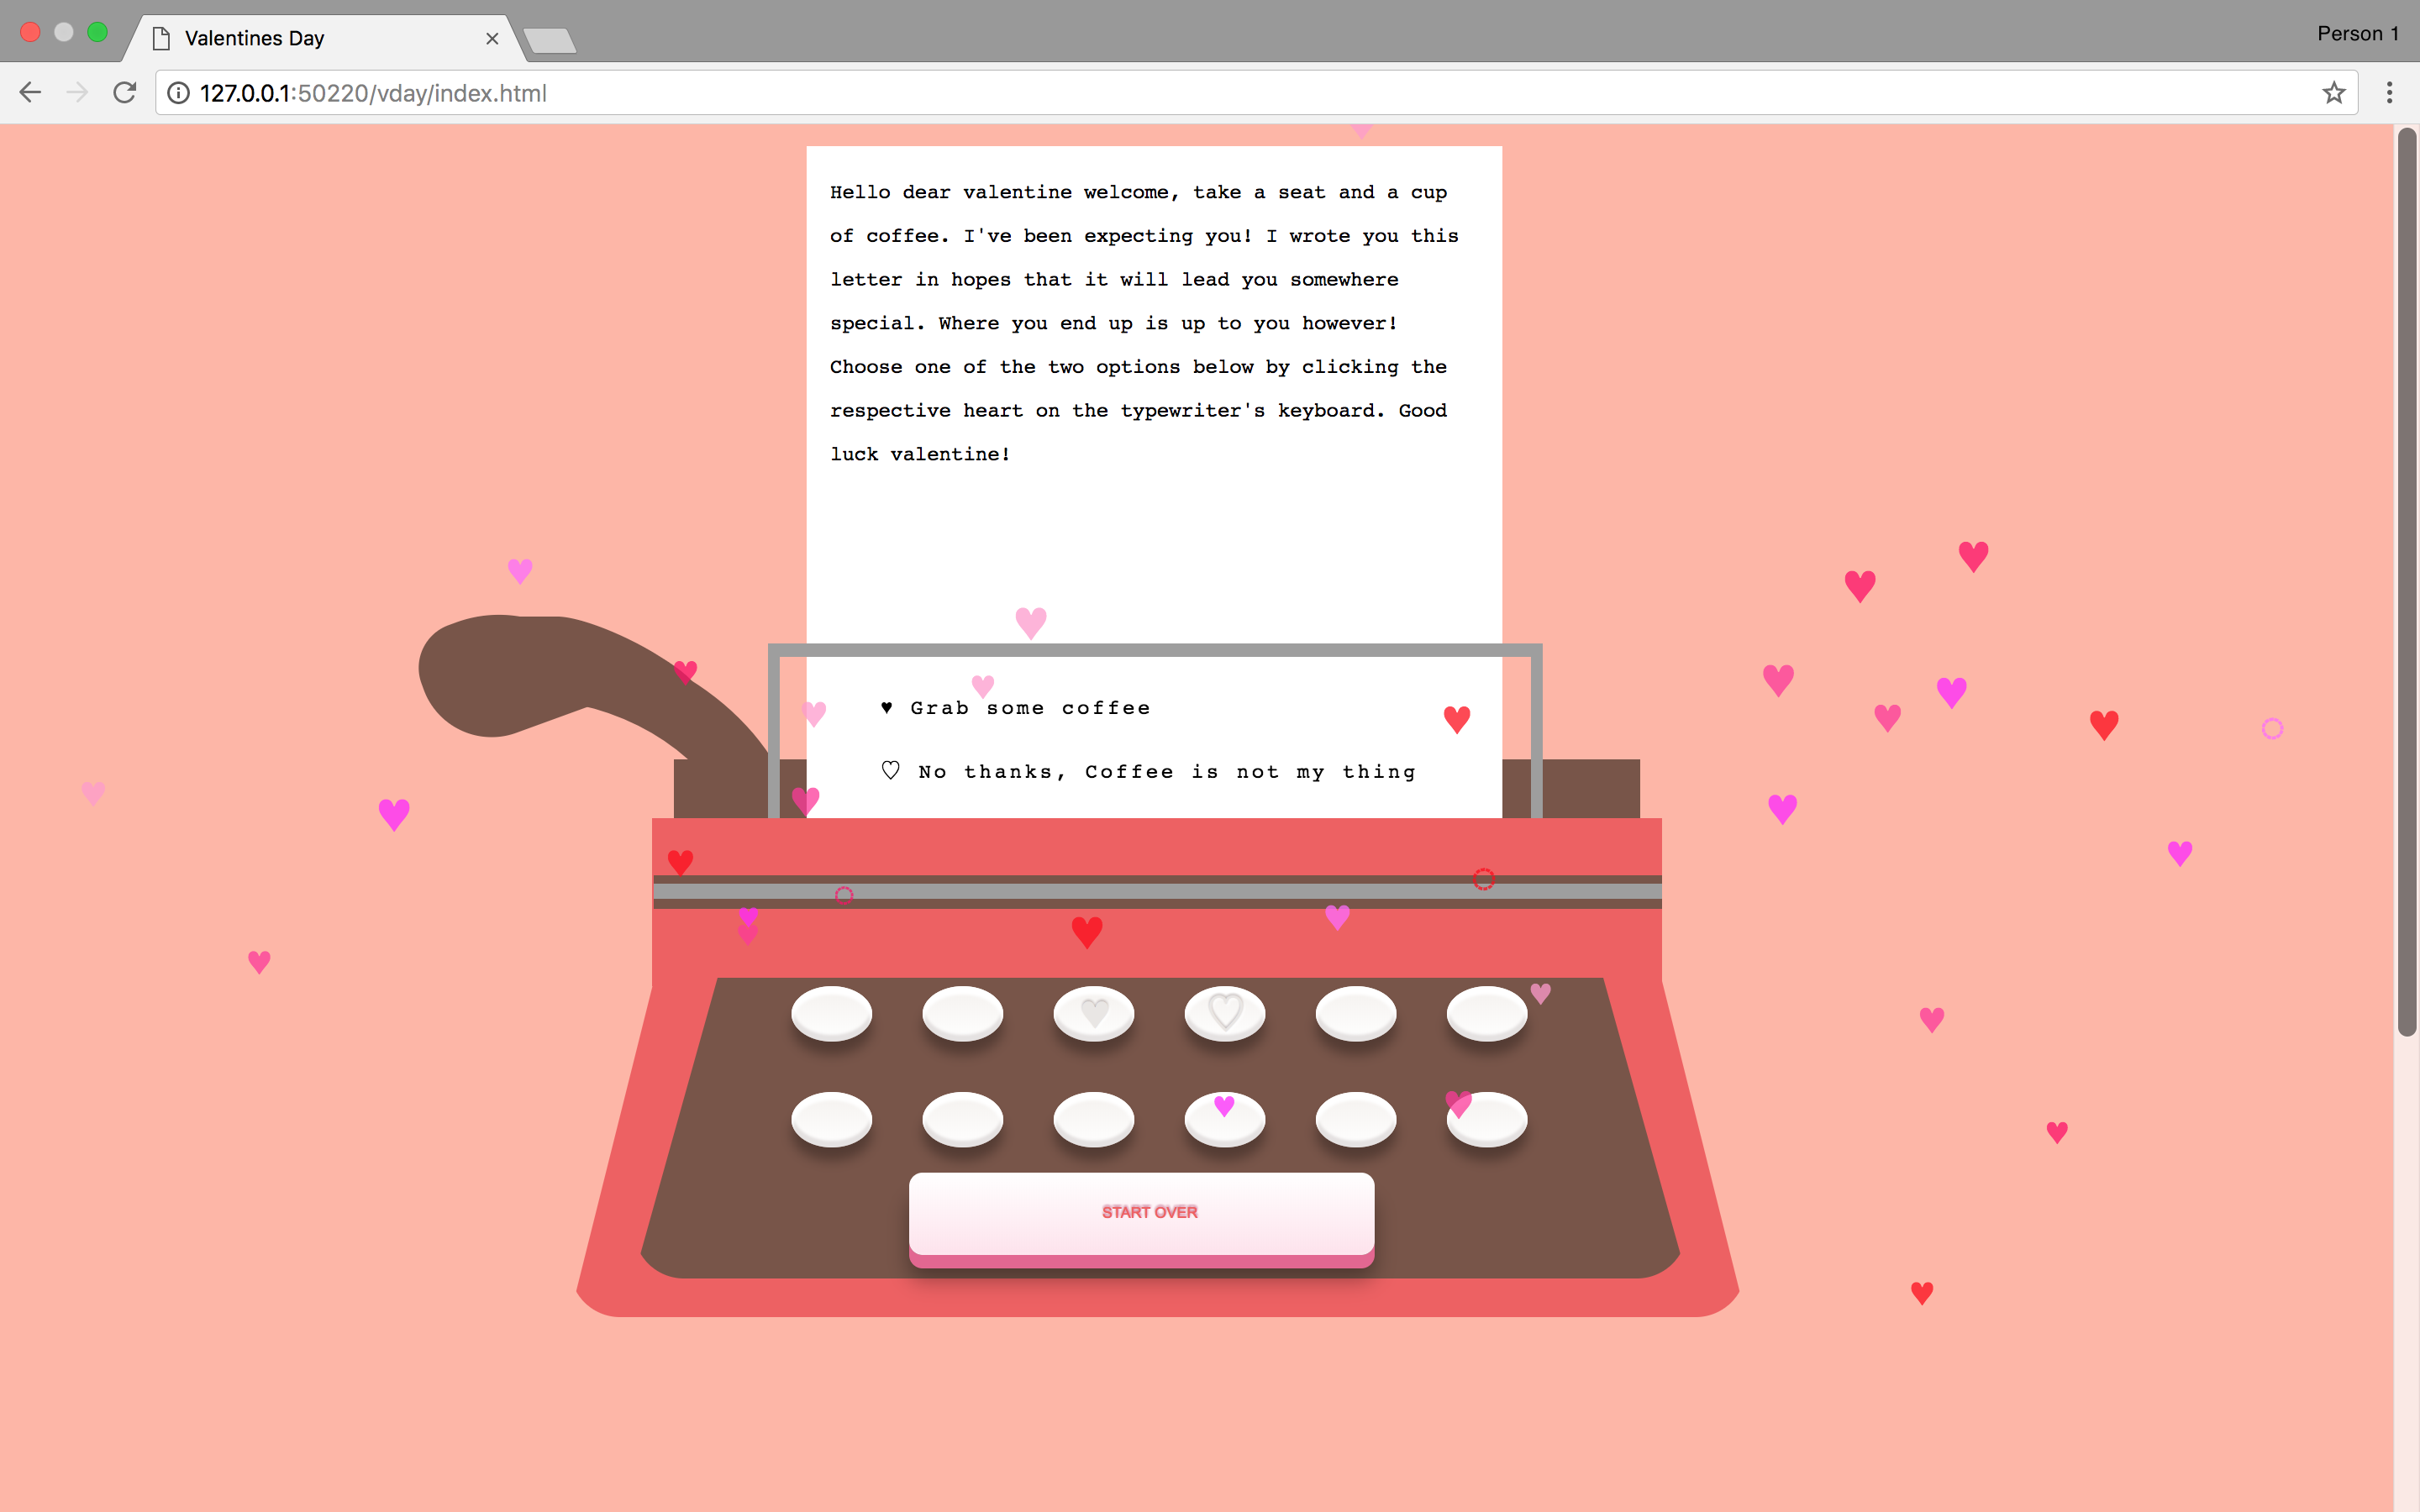 Valentines Day
Person 1
127.0.0.1:50220/vday/index.html
Hello dear valentine welcome, take a seat and a cup
of coffee. I've been expecting you! I wrote you this
letter in hopes that it will lead you somewhere
special. Where you end up is up to you however!
Choose one of the two options below by clicking the
respective heart on the typewriter's keyboard. Good
luck valentine!
♥ Grab some coffee
♡ No thanks, Coffee is not my thing
START OVER